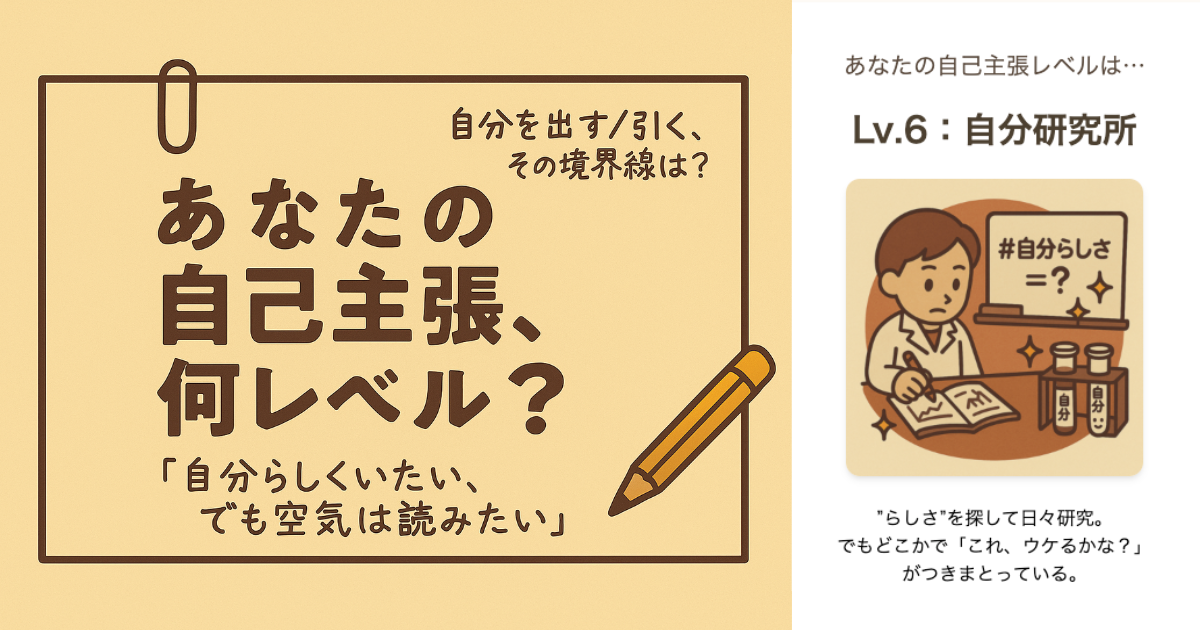 自分を出す/引く、
その境界線は?
あなたの
自己主張、
何レベル?
「自分らしくいたい、
でも空気は読みたい」
あなたの自己主張レベルは…
Lv.6:自分研究所
#自分らしさ
=?
自分
自分
"らしさ"を探して日々研究。
でもどこかで「これ、ウケるかな?」
がつきまとっている。